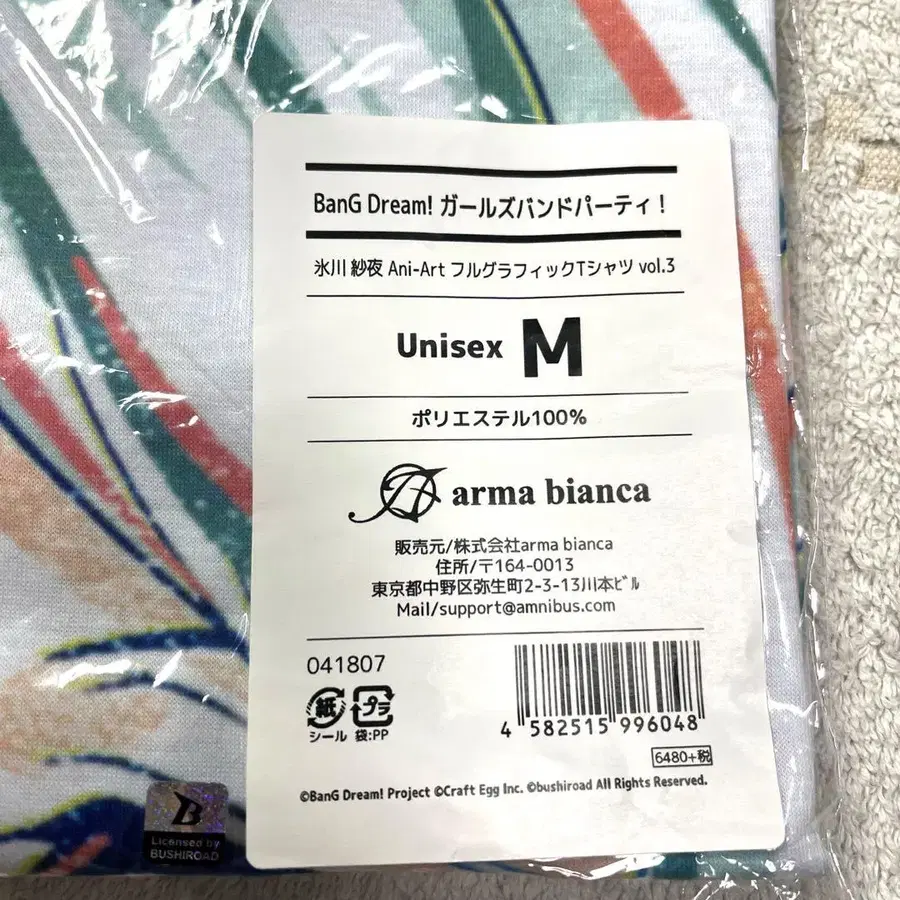 BanG Dream! ガールズバンドパーティ！
氷川 紗夜 Ani-Art フルグラフィックTシャツ vol.3
Unisex M
ポリエステル100%
arma bianca
販売元/株式会社arma bianca
住所/〒164-0013
東京都中野区弥生町2-3-13川本ﾋﾞﾙ
Mail/support@amnibus.com
041807
紙 プラ
シール 袋:PP
4 582515 996048
6480+税
©BanG Dream! Project ©Craft Egg Inc. ©bushiroad All Rights Reserved.
B
Licensed by
BUSHIROAD